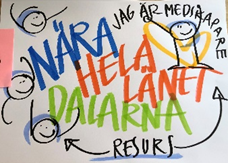 JAG ÄR MEDSKAPARE
NÄRA
HELA
LÄNET
DALARNA
RESURS